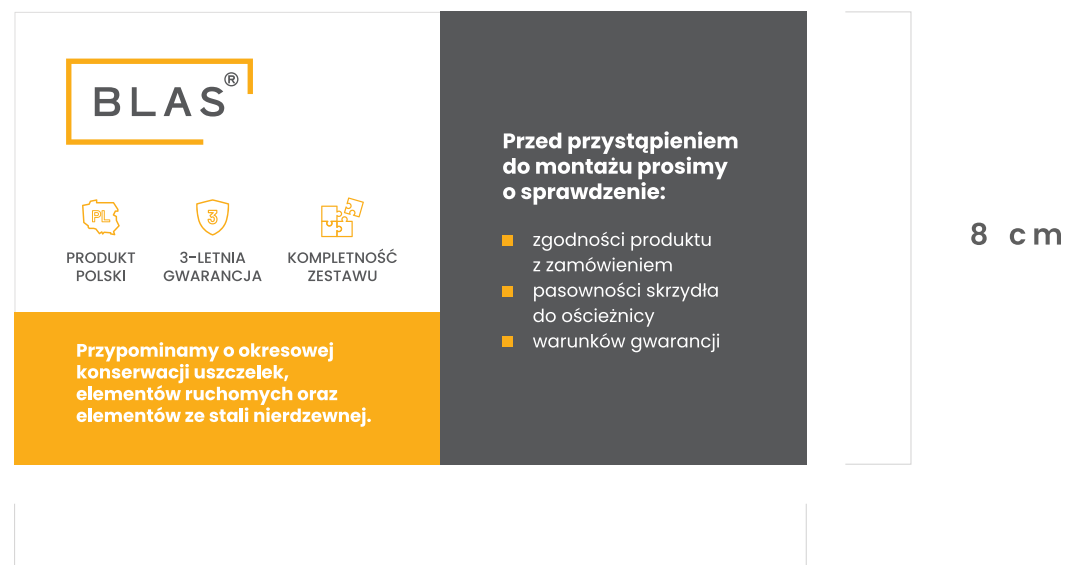 BLAS®
PL
3
PRODUKT
POLSKI
3-LETNIA
GWARANCJA
KOMPLETNOŚĆ
ZESTAWU
Przypominamy o okresowej
konserwacji uszczelek,
elementów ruchomych oraz
elementów ze stali nierdzewnej.
Przed przystąpieniem
do montażu prosimy
o sprawdzenie:
zgodności produktu
z zamówieniem
pasowności skrzydła
do ościeżnicy
warunków gwarancji
8 cm